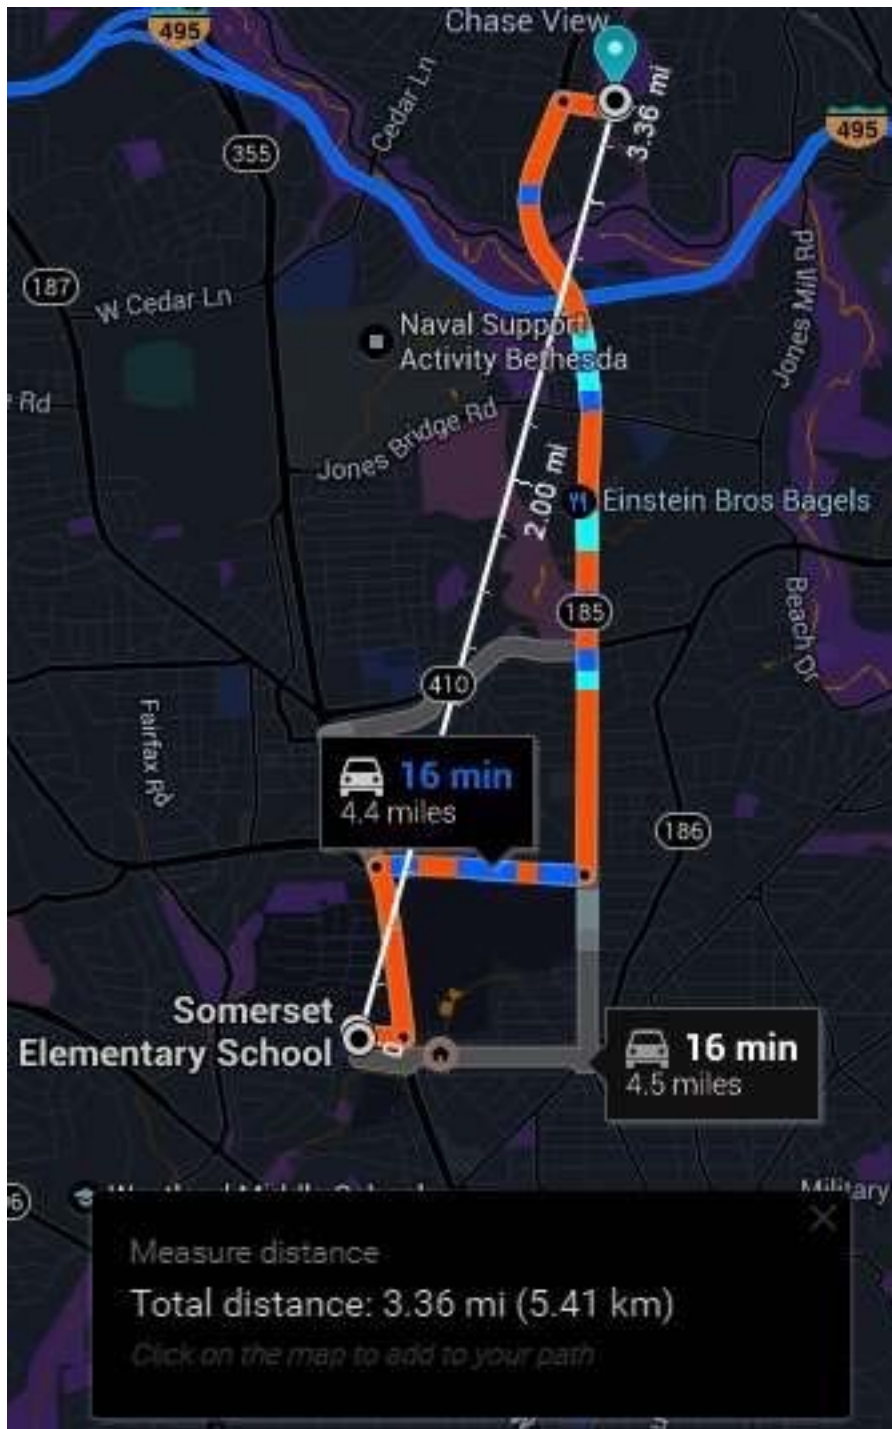 495
Chase View
3.36 mi
Cedar Ln
355
495
187
W Cedar Ln
Jones Mill Rd
Naval Support
Activity Bethesda
Rd
Jones Bridge Rd
2.00 mi
Einstein Bros Bagels
185
Beach Dr
410
Fairfax Rd
16 min
4.4 miles
186
Somerset
Elementary School
16 min
4.5 miles
Military
Measure distance
Total distance: 3.36 mi (5.41 km)
Click on the map to add to your path